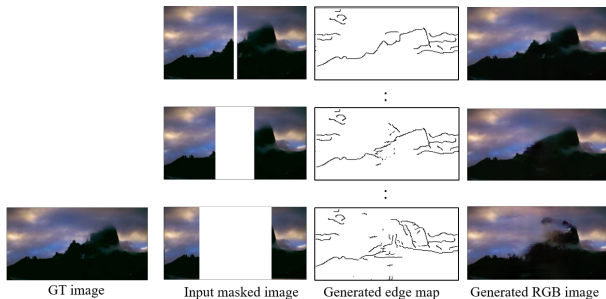 GT image
Input masked image
Generated edge map
Generated RGB image